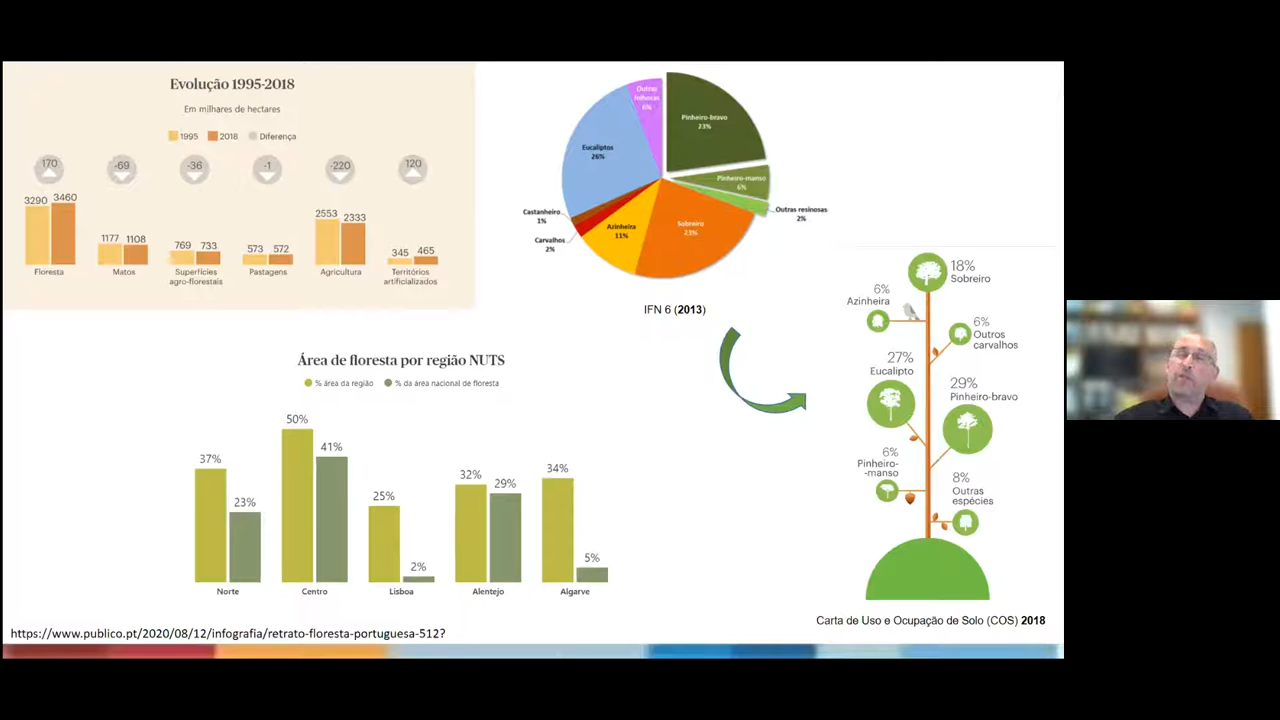 Evolução 1995-2018
Em milhares de hectares
1995 2018 Diferença
170 -69 -36 -1 -220 120
3290 3460 1177 1108 769 733 573 572 2553 2333 345 465
Floresta Matos Superfícies agro-florestais Pastagens Agricultura Territórios artificializados
Outras
folhosas
6%
Pinheiro-bravo
23%
Eucaliptos
26%
Pinheiro-manso
6%
Outras resinosas
2%
Castanheiro
1%
Carvalhos
2%
Azinheira
11%
Sobreiro
23%
IFN 6 (2013)
18%
Sobreiro
6%
Azinheira
6%
Outros
carvalhos
27%
Eucalipto
29%
Pinheiro-bravo
6%
Pinheiro-
-manso
8%
Outras
espécies
Carta de Uso e Ocupação de Solo (COS) 2018
Área de floresta por região NUTS
% área da região % da área nacional de floresta
37% 23% 50% 41% 25% 2% 32% 29% 34% 5%
Norte Centro Lisboa Alentejo Algarve
https://www.publico.pt/2020/08/12/infografia/retrato-floresta-portuguesa-512?